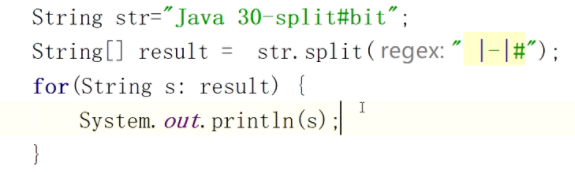 String str="Java 30-split#bit";
String[] result =  str.split( regex: " |-|#");
for(String s: result) {
    System.out.println(s);
}